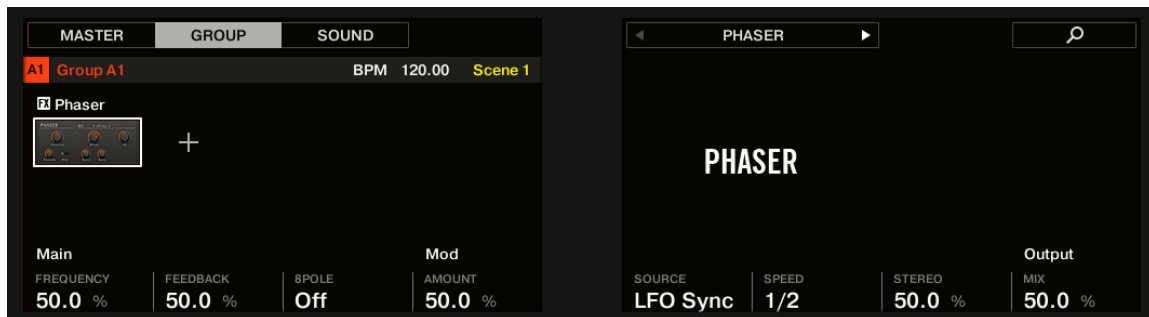 MASTER GROUP SOUND
A1 Group A1 BPM 120.00 Scene 1
FX Phaser
Main Mod
FREQUENCY FEEDBACK 8POLE AMOUNT
50.0 % 50.0 % Off 50.0 %
PHASER
PHASER
Output
SOURCE SPEED STEREO MIX
LFO Sync 1/2 50.0 % 50.0 %